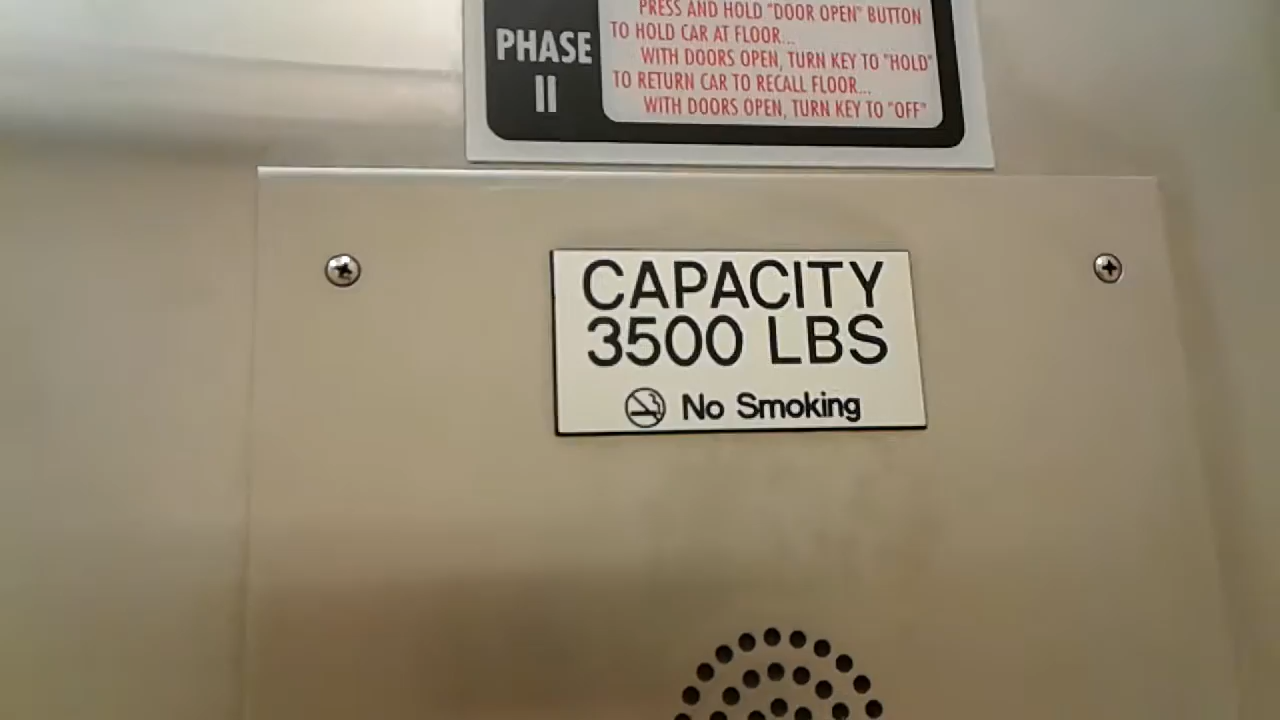 PRESS AND HOLD "DOOR OPEN" BUTTON
TO HOLD CAR AT FLOOR...
WITH DOORS OPEN, TURN KEY TO "HOLD"
TO RETURN CAR TO RECALL FLOOR...
WITH DOORS OPEN, TURN KEY TO "OFF"
PHASE
II
CAPACITY
3500 LBS
No Smoking